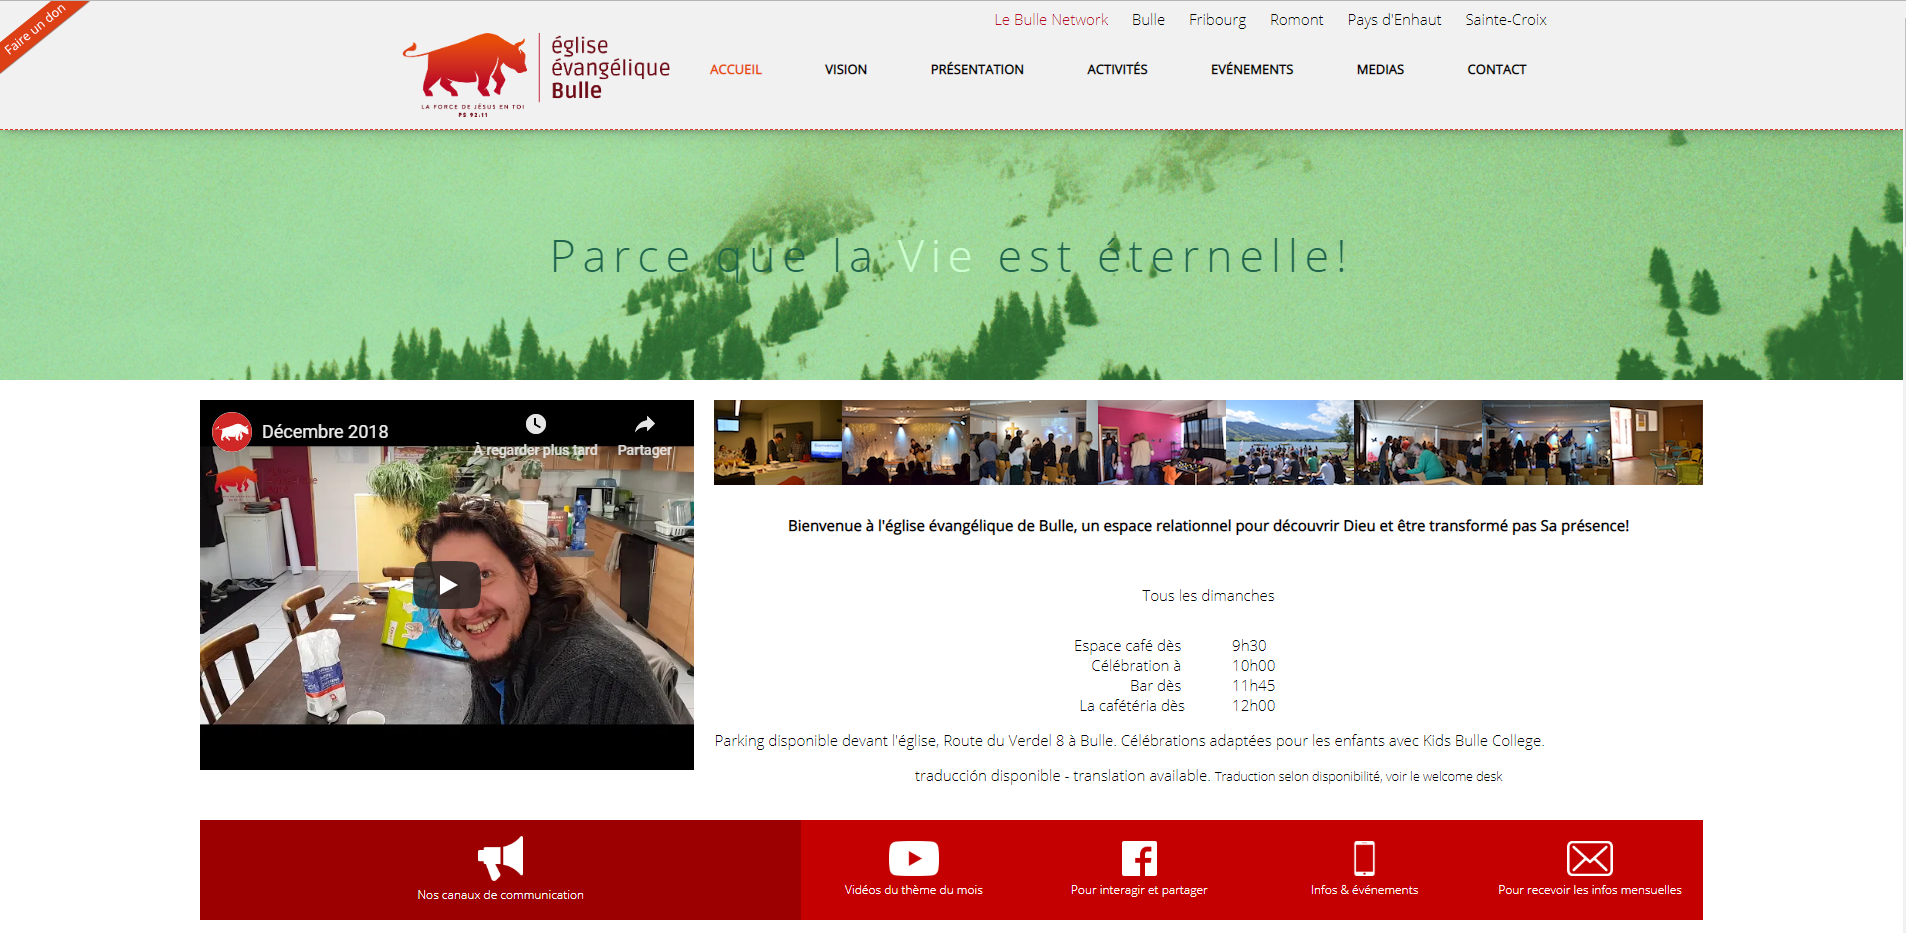 Faire un don
Le Bulle Network Bulle Fribourg Romont Pays d'Enhaut Sainte-Croix
église
évangélique
Bulle
LA FORCE DE JÉSUS EN TOI
PS 92:11
ACCUEIL VISION PRÉSENTATION ACTIVITÉS EVÉNEMENTS MEDIAS CONTACT
Parce que la Vie est éternelle!
Décembre 2018
À regarder plus tard Partager
Bienvenue à l'église évangélique de Bulle, un espace relationnel pour découvrir Dieu et être transformé pas Sa présence!
Tous les dimanches
Espace café dès 9h30
Célébration à 10h00
Bar dès 11h45
La cafétéria dès 12h00
Parking disponible devant l'église, Route du Verdel 8 à Bulle. Célébrations adaptées pour les enfants avec Kids Bulle College.
traducción disponible - translation available. Traduction selon disponibilité, voir le welcome desk
Nos canaux de communication
Vidéos du thème du mois
Pour interagir et partager
Infos & événements
Pour recevoir les infos mensuelles